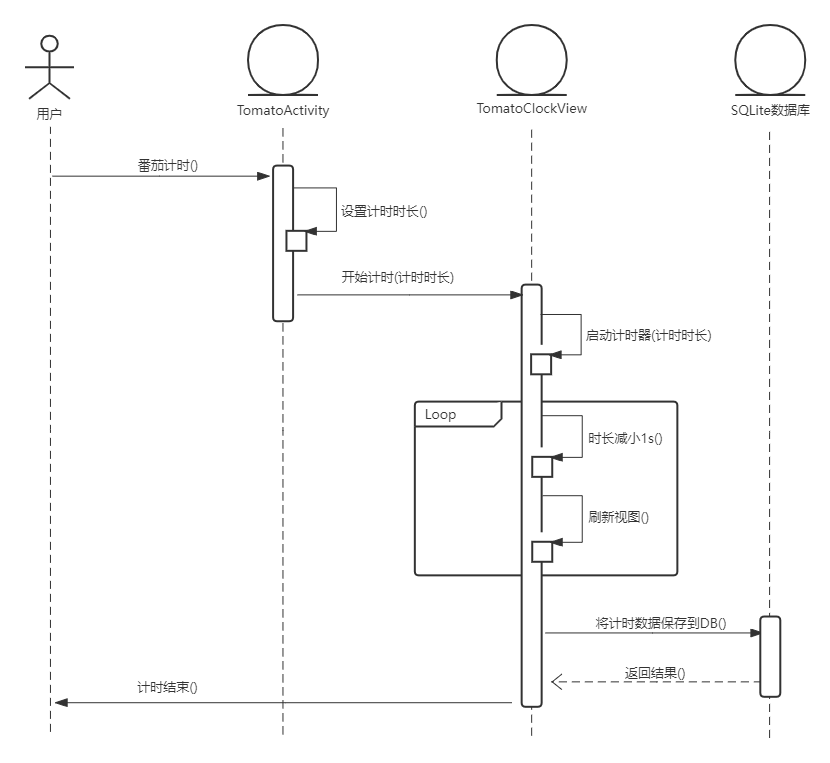 用户
TomatoActivity
TomatoClockView
SQLite数据库
番茄计时()
设置计时时长()
开始计时(计时时长)
启动计时器(计时时长)
Loop
时长减小1s()
刷新视图()
将计时数据保存到DB()
返回结果()
计时结束()